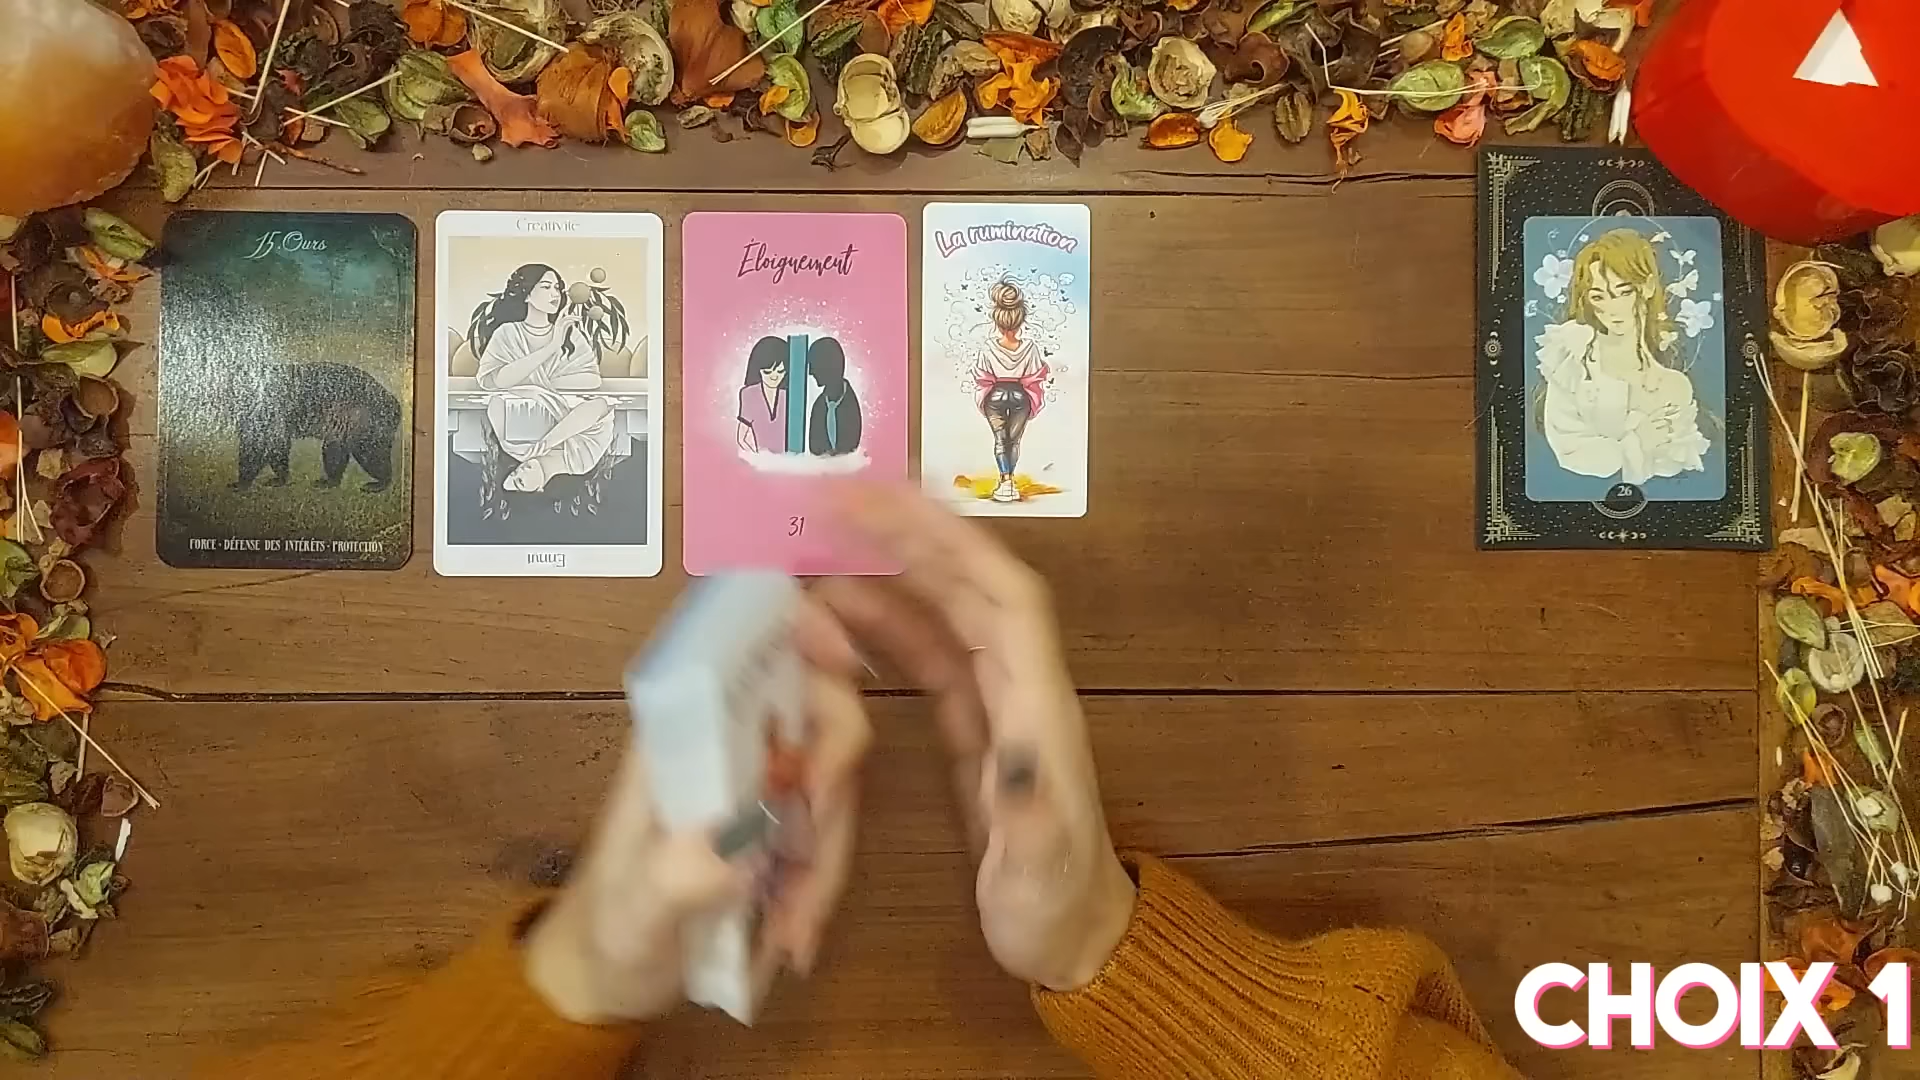 15. Ours
FORCE • DÉFENSE DES INTÉRÊTS • PROTECTION
Créativité
Ennui
Éloignement
31
La rumination
26
CHOIX 1